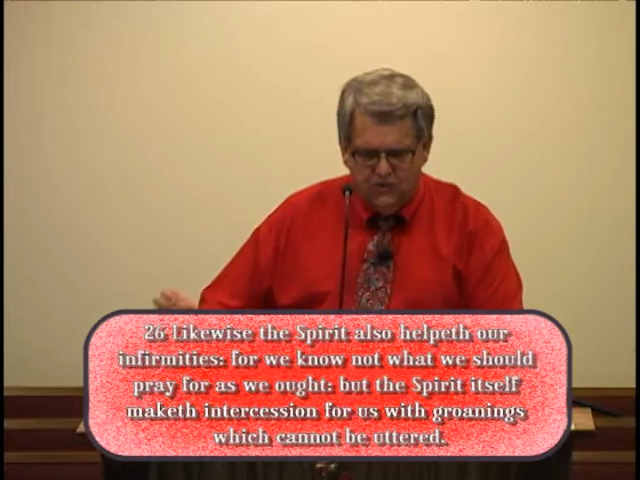 26 Likewise the Spirit also helpeth our
infirmities: for we know not what we should
pray for as we ought: but the Spirit itself
maketh intercession for us with groanings
which cannot be uttered.